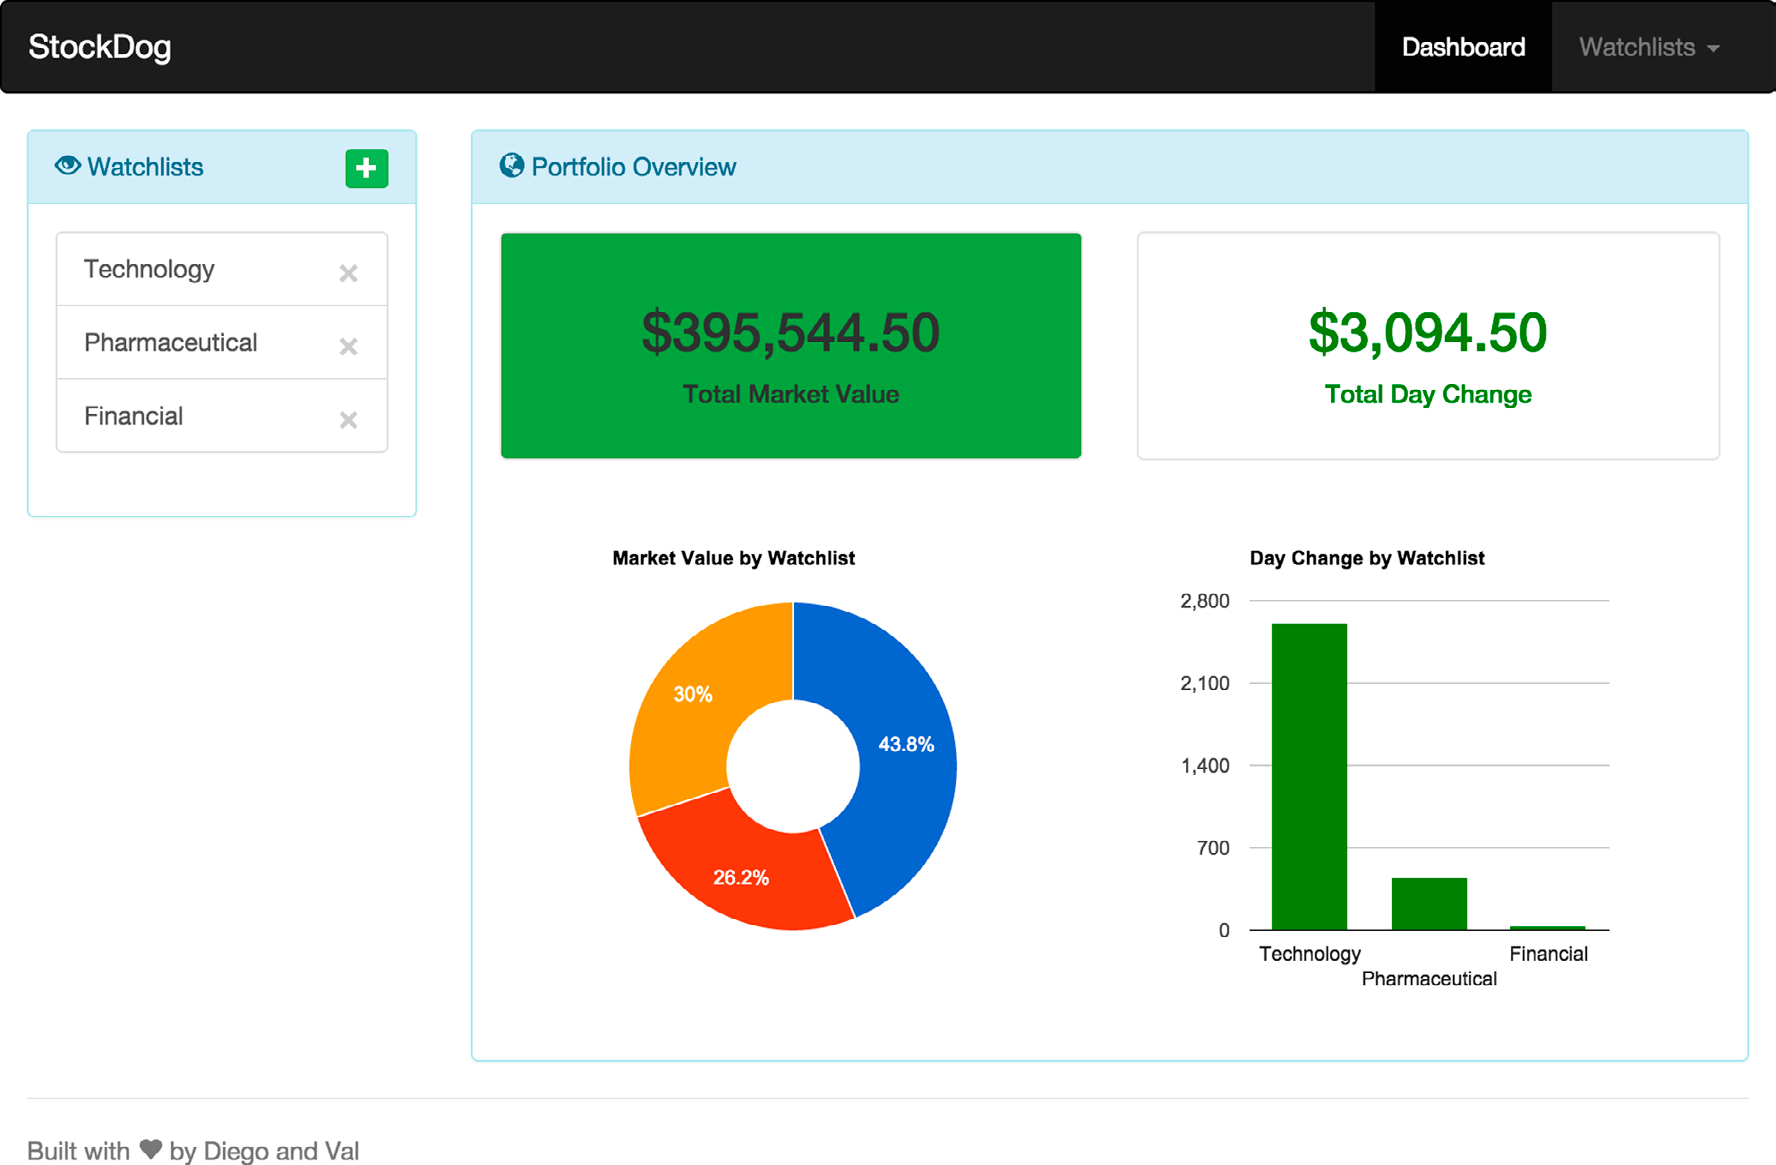 StockDog
Dashboard
Watchlists
Watchlists
Technology
Pharmaceutical
Financial
Portfolio Overview
$395,544.50
Total Market Value
$3,094.50
Total Day Change
Market Value by Watchlist
30%
43.8%
26.2%
Day Change by Watchlist
2,800
2,100
1,400
700
0
Technology
Pharmaceutical
Financial
Built with ♥ by Diego and Val